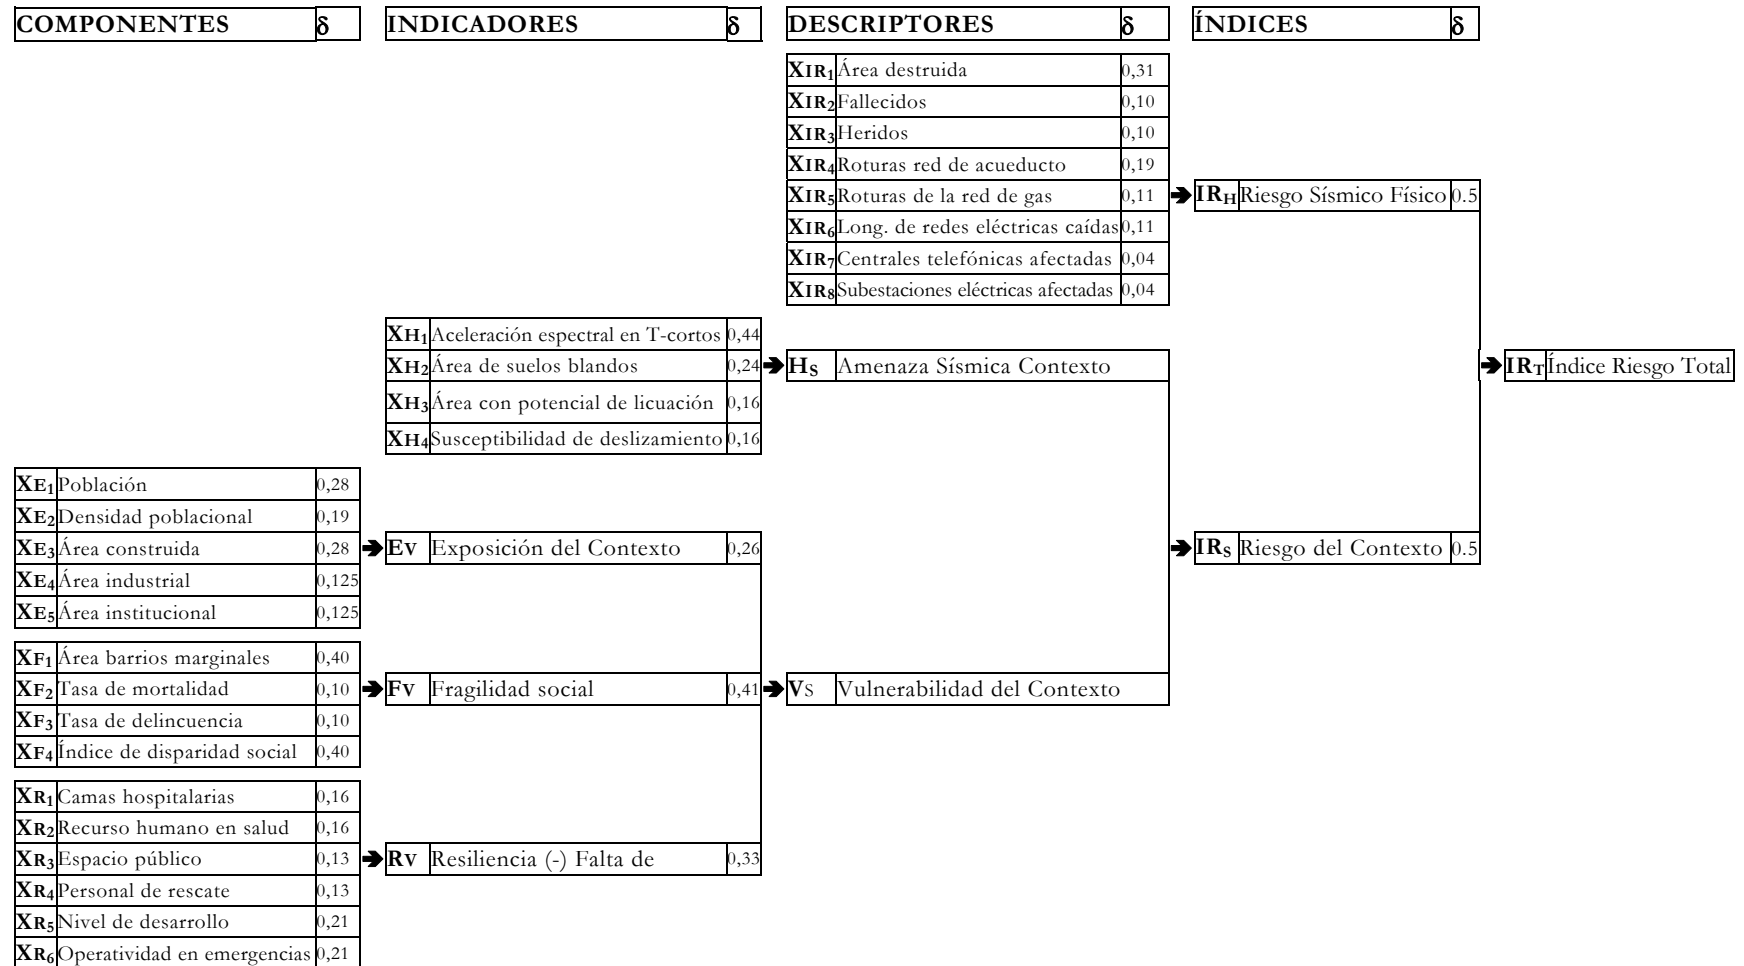 COMPONENTES δ INDICADORES δ DESCRIPTORES δ ÍNDICES δ
XIR1 Área destruida 0,31
XIR2 Fallecidos 0,10
XIR3 Heridos 0,10
XIR4 Roturas red de acueducto 0,19
XIR5 Roturas de la red de gas 0,11 ➔ IRH Riesgo Sísmico Físico 0.5
XIR6 Long. de redes eléctricas caídas 0,11
XIR7 Centrales telefónicas afectadas 0,04
XIR8 Subestaciones eléctricas afectadas 0,04
XH1 Aceleración espectral en T-cortos 0,44
XH2 Área de suelos blandos 0,24 ➔ HS Amenaza Sísmica Contexto ➔ IRT Índice Riesgo Total
XH3 Área con potencial de licuación 0,16
XH4 Susceptibilidad de deslizamiento 0,16
XE1 Población 0,28
XE2 Densidad poblacional 0,19
XE3 Área construida 0,28 ➔ EV Exposición del Contexto 0,26 ➔ IRS Riesgo del Contexto 0.5
XE4 Área industrial 0,125
XE5 Área institucional 0,125
XF1 Área barrios marginales 0,40
XF2 Tasa de mortalidad 0,10 ➔ FV Fragilidad social 0,41 ➔ VS Vulnerabilidad del Contexto
XF3 Tasa de delincuencia 0,10
XF4 Índice de disparidad social 0,40
XR1 Camas hospitalarias 0,16
XR2 Recurso humano en salud 0,16
XR3 Espacio público 0,13 ➔ RV Resiliencia (-) Falta de 0,33
XR4 Personal de rescate 0,13
XR5 Nivel de desarrollo 0,21
XR6 Operatividad en emergencias 0,21